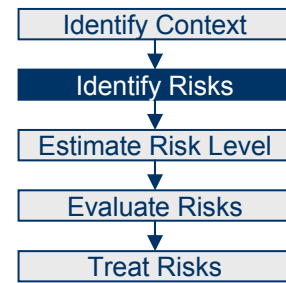 Identify Context
Identify Risks
Estimate Risk Level
Evaluate Risks
Treat Risks